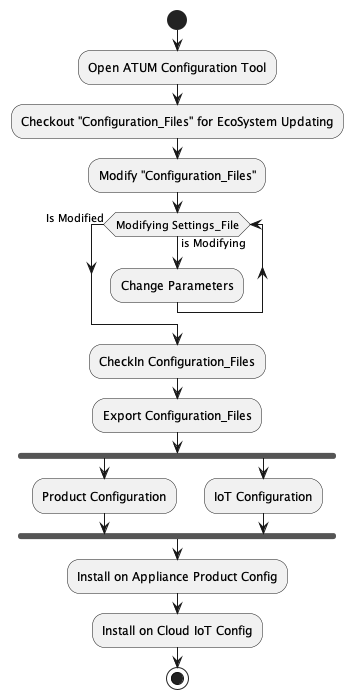 Open ATUM Configuration Tool
Checkout "Configuration_Files" for EcoSystem Updating
Modify "Configuration_Files"
Is Modified
Modifying Settings_File
is Modifying
Change Parameters
CheckIn Configuration_Files
Export Configuration_Files
Product Configuration
IoT Configuration
Install on Appliance Product Config
Install on Cloud IoT Config